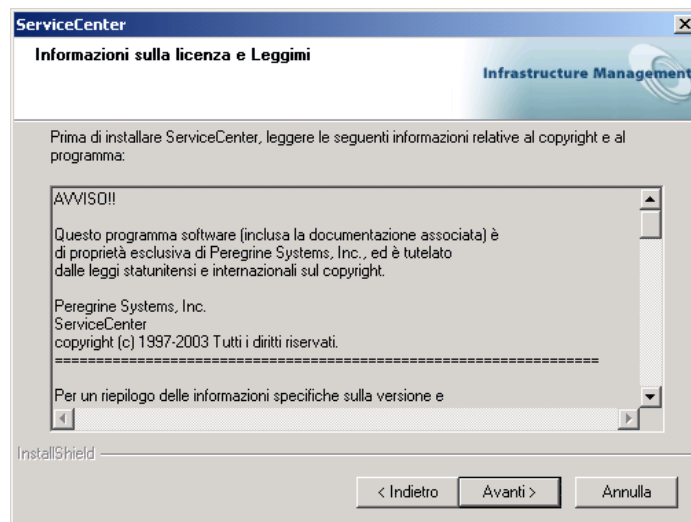 ServiceCenter
Informazioni sulla licenza e Leggimi
Infrastructure Management
Prima di installare ServiceCenter, leggere le seguenti informazioni relative al copyright e al
programma:
AVVISO!!
Questo programma software (inclusa la documentazione associata) è
di proprietà esclusiva di Peregrine Systems, Inc., ed è tutelato
dalle leggi statunitensi e internazionali sul copyright.
Peregrine Systems, Inc.
ServiceCenter
copyright (c) 1997-2003 Tutti i diritti riservati.
====================================================================
Per un riepilogo delle informazioni specifiche sulla versione e
InstallShield
< Indietro
Avanti >
Annulla